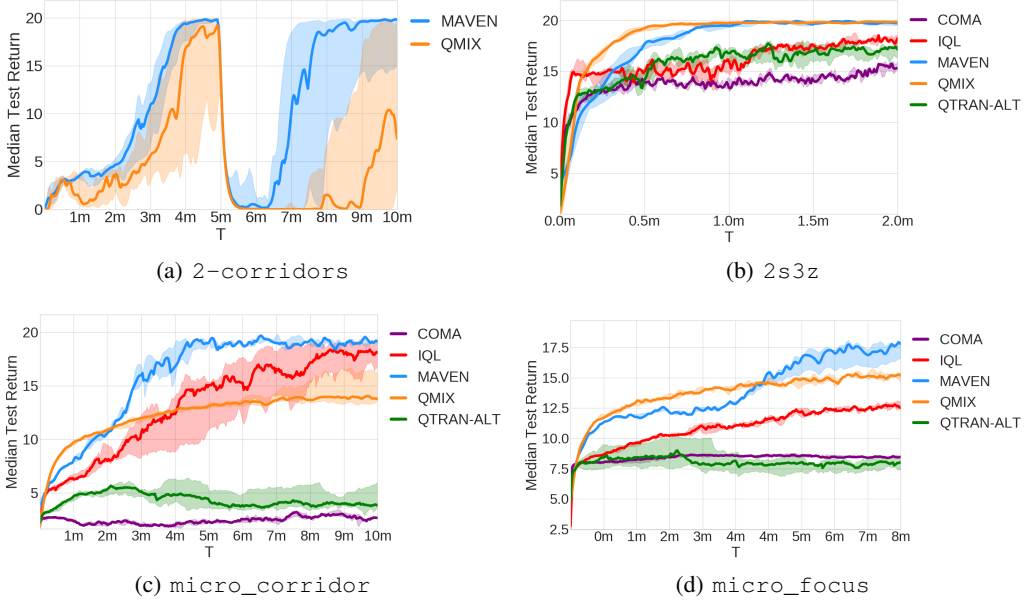 Median Test Return
20
15
10
5
0
1m 2m 3m 4m 5m 6m 7m 8m 9m 10m
T
MAVEN
QMIX
(a) 2-corridors
Median Test Return
20
15
10
5
0.0m 0.5m 1.0m 1.5m 2.0m
T
COMA
IQL
MAVEN
QMIX
QTRAN-ALT
(b) 2s3z
Median Test Return
20
15
10
5
1m 2m 3m 4m 5m 6m 7m 8m 9m 10m
T
COMA
IQL
MAVEN
QMIX
QTRAN-ALT
(c) micro_corridor
Median Test Return
17.5
15.0
12.5
10.0
7.5
5.0
2.5
0m 1m 2m 3m 4m 5m 6m 7m 8m
T
COMA
IQL
MAVEN
QMIX
QTRAN-ALT
(d) micro_focus